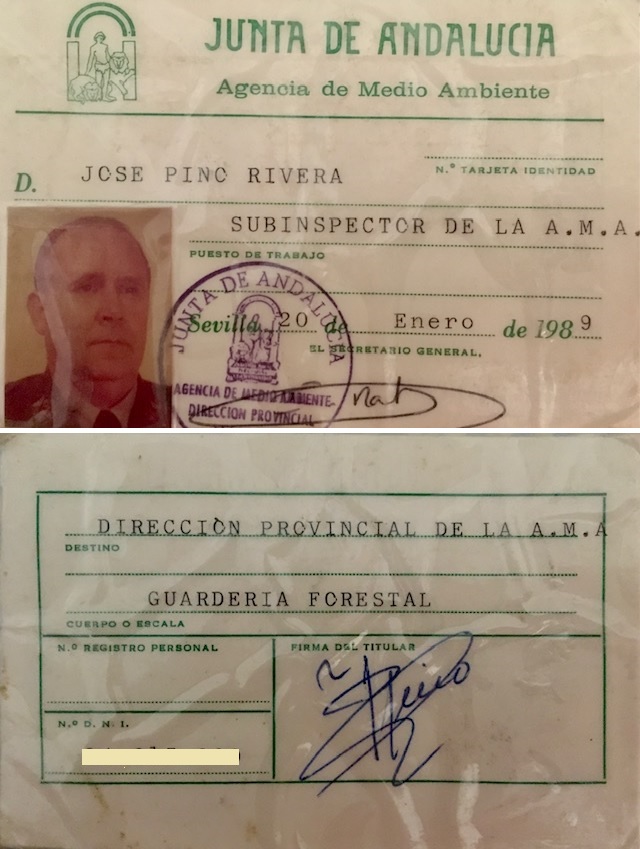 JUNTA DE ANDALUCIA
Agencia de Medio Ambiente
N.º TARJETA IDENTIDAD
D. JOSE PINO RIVERA
SUBINSPECTOR DE LA A.M.A.
PUESTO DE TRABAJO
Sevilla, 20 de Enero de 1989
EL SECRETARIO GENERAL,
JUNTA DE ANDALUCIA
AGENCIA DE MEDIO AMBIENTE
DIRECCION PROVINCIAL
DIRECCIÒN PROVINCIAL DE LA A.M.A
DESTINO
GUARDERIA FORESTAL
CUERPO O ESCALA
N.º REGISTRO PERSONAL
FIRMA DEL TITULAR
N.º D. N. I.